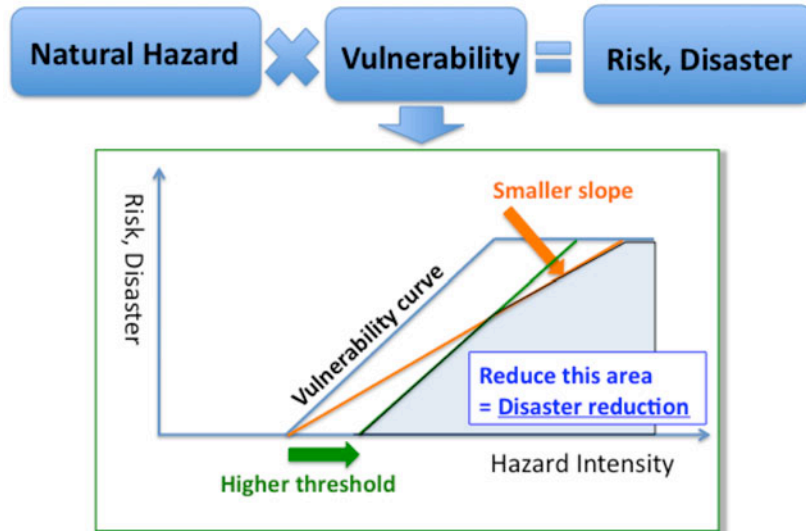 Natural Hazard
Vulnerability
Risk, Disaster
Risk, Disaster
Smaller slope
Vulnerability curve
Reduce this area
= Disaster reduction
Hazard Intensity
Higher threshold